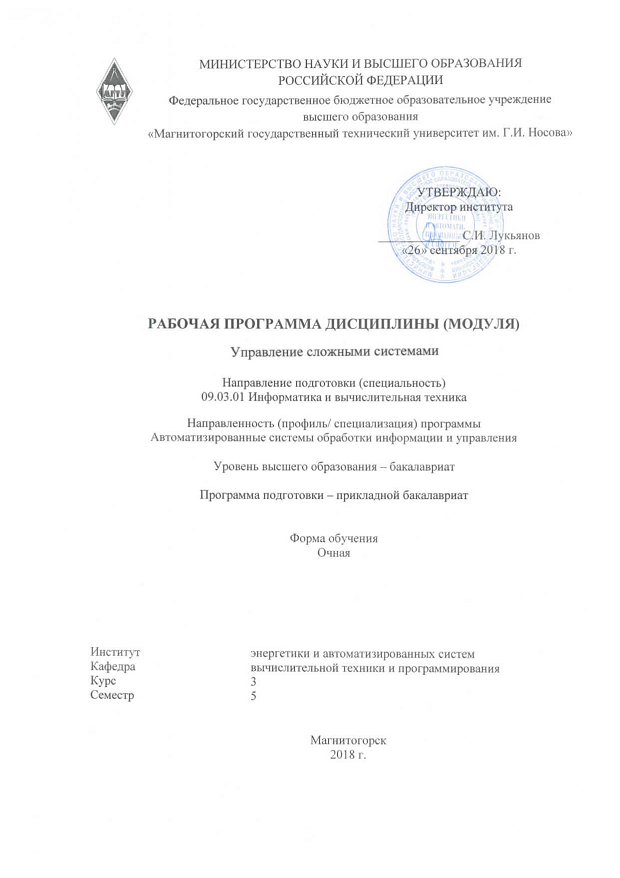 МИНИСТЕРСТВО НАУКИ И ВЫСШЕГО ОБРАЗОВАНИЯ
РОССИЙСКОЙ ФЕДЕРАЦИИ
Федеральное государственное бюджетное образовательное учреждение
высшего образования
«Магнитогорский государственный технический университет им. Г.И. Носова»
УТВЕРЖДАЮ:
Директор института
С.И. Лукьянов
«26» сентября 2018 г.
РАБОЧАЯ ПРОГРАММА ДИСЦИПЛИНЫ (МОДУЛЯ)
Управление сложными системами
Направление подготовки (специальность)
09.03.01 Информатика и вычислительная техника
Направленность (профиль/ специализация) программы
Автоматизированные системы обработки информации и управления
Уровень высшего образования – бакалавриат
Программа подготовки – прикладной бакалавриат
Форма обучения
Очная
Институт энергетики и автоматизированных систем
Кафедра вычислительной техники и программирования
Курс 3
Семестр 5
Магнитогорск
2018 г.